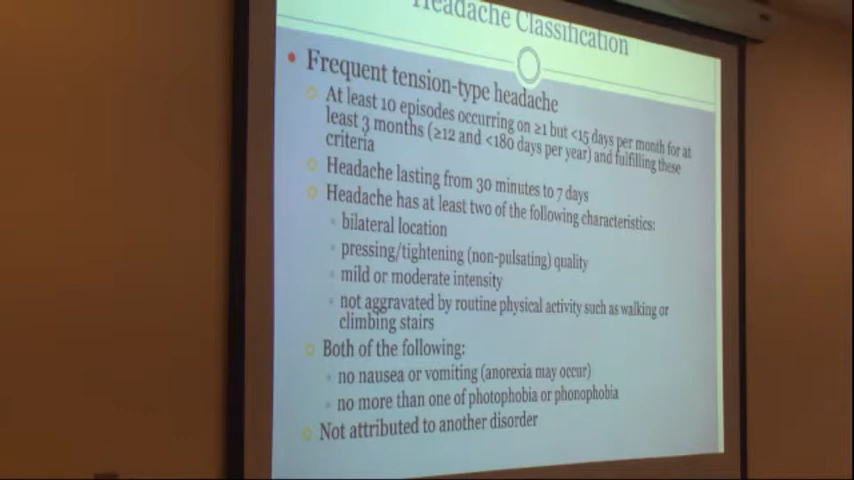 Headache Classification
Frequent tension-type headache
At least 10 episodes occurring on ≥1 but <15 days per month for at
least 3 months (≥12 and <180 days per year) and fulfilling these
criteria
Headache lasting from 30 minutes to 7 days
Headache has at least two of the following characteristics:
bilateral location
pressing/tightening (non-pulsating) quality
mild or moderate intensity
not aggravated by routine physical activity such as walking or
climbing stairs
Both of the following:
no nausea or vomiting (anorexia may occur)
no more than one of photophobia or phonophobia
Not attributed to another disorder